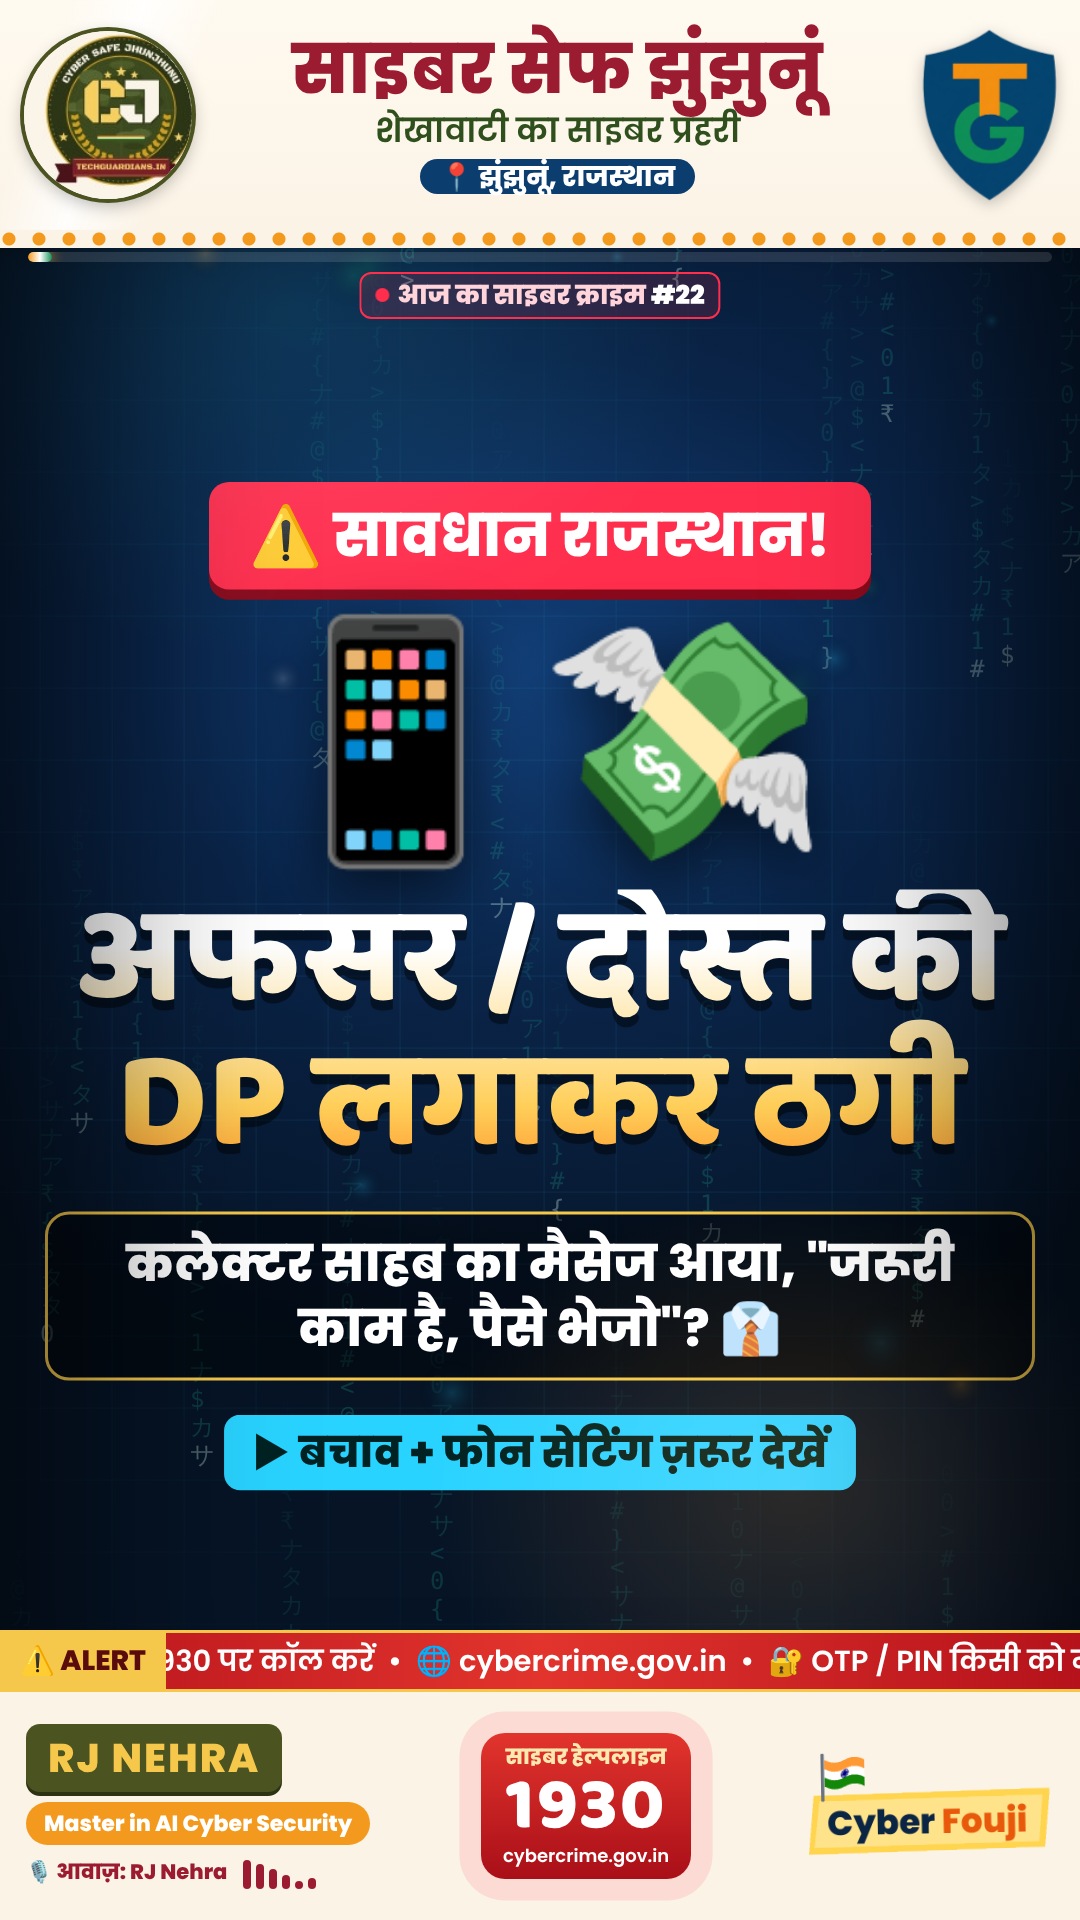 CYBER SAFE JHUNJHUNU
CJ
TECHGUARDIANS.IN
साइबर सेफ झुंझुनूं
शेखावाटी का साइबर प्रहरी
📍 झुंझुनूं, राजस्थान
TG
आज का साइबर क्राइम #22
⚠️ सावधान राजस्थान!
अफसर / दोस्त की
DP लगाकर ठगी
कलेक्टर साहब का मैसेज आया, "जरूरी
काम है, पैसे भेजो"? 👔
▶ बचाव + फोन सेटिंग ज़रूर देखें
⚠️ ALERT 930 पर कॉल करें • 🌐 cybercrime.gov.in • 🔐 OTP / PIN किसी को
RJ NEHRA
Master in AI Cyber Security
🎙️ आवाज़: RJ Nehra
साइबर हेल्पलाइन
1930
cybercrime.gov.in
Cyber Fouji